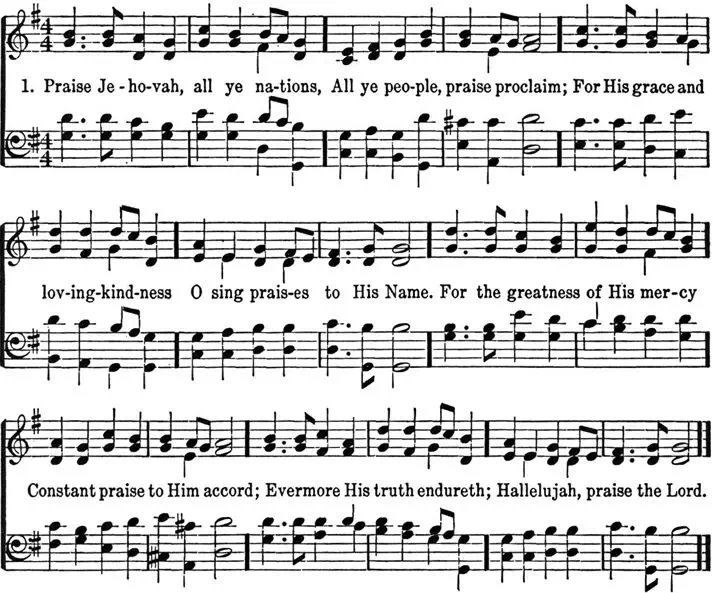 4
4
1. Praise Je-ho-vah, all ye na-tions, All ye peo-ple, praise proclaim; For His grace and
4
4
lov-ing-kind-ness O sing prais-es to His Name. For the greatness of His mer-cy
Constant praise to Him accord; Evermore His truth endureth; Hallelujah, praise the Lord.